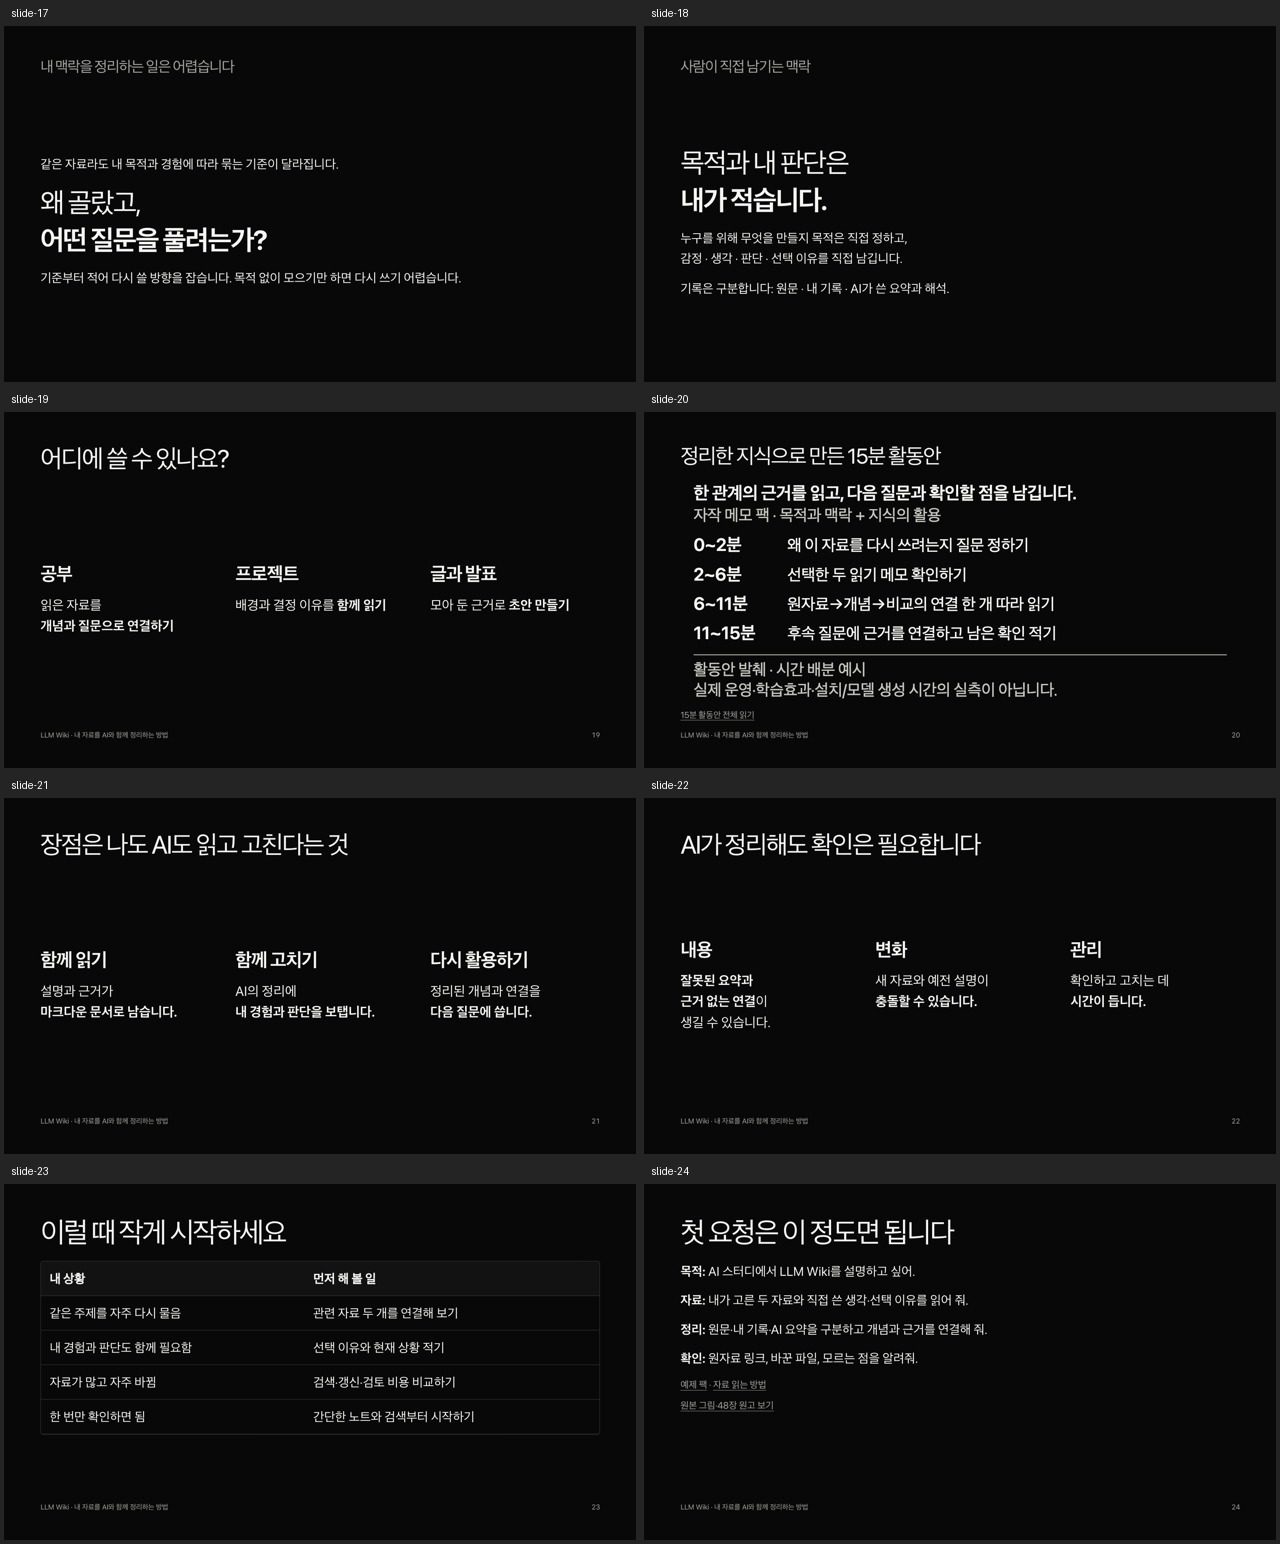 slide-17
내 맥락을 정리하는 일은 어렵습니다
같은 자료라도 내 목적과 경험에 따라 묶는 기준이 달라집니다.
왜 골랐고,
어떤 질문을 풀려는가?
기준부터 적어 다시 쓸 방향을 잡습니다. 목적 없이 모으기만 하면 다시 쓰기 어렵습니다.
slide-18
사람이 직접 남기는 맥락
목적과 내 판단은
내가 적습니다.
누구를 위해 무엇을 만들지 목적은 직접 정하고,
감정 · 생각 · 판단 · 선택 이유를 직접 남깁니다.
기록은 구분합니다: 원문 · 내 기록 · AI가 쓴 요약과 해석.
slide-19
어디에 쓸 수 있나요?
공부
읽은 자료를
개념과 질문으로 연결하기
프로젝트
배경과 결정 이유를 함께 읽기
글과 발표
모아 둔 근거로 초안 만들기
LLM Wiki · 내 자료를 AI와 함께 정리하는 방법
19
slide-20
정리한 지식으로 만든 15분 활동안
한 관계의 근거를 읽고, 다음 질문과 확인할 점을 남깁니다.
자작 메모 팩 · 목적과 맥락 + 지식의 활용
0~2분 왜 이 자료를 다시 쓰려는지 질문 정하기
2~6분 선택한 두 읽기 메모 확인하기
6~11분 원자료→개념→비교의 연결 한 개 따라 읽기
11~15분 후속 질문에 근거를 연결하고 남은 확인 적기
활동안 발췌 · 시간 배분 예시
실제 운영·학습효과·설치/모델 생성 시간의 실측이 아닙니다.
15분 활동안 전체 읽기
LLM Wiki · 내 자료를 AI와 함께 정리하는 방법
20
slide-21
장점은 나도 AI도 읽고 고친다는 것
함께 읽기
설명과 근거가
마크다운 문서로 남습니다.
함께 고치기
AI의 정리에
내 경험과 판단을 보탭니다.
다시 활용하기
정리된 개념과 연결을
다음 질문에 씁니다.
LLM Wiki · 내 자료를 AI와 함께 정리하는 방법
21
slide-22
AI가 정리해도 확인은 필요합니다
내용
잘못된 요약과
근거 없는 연결이
생길 수 있습니다.
변화
새 자료와 예전 설명이
충돌할 수 있습니다.
관리
확인하고 고치는 데
시간이 듭니다.
LLM Wiki · 내 자료를 AI와 함께 정리하는 방법
22
slide-23
이럴 때 작게 시작하세요
내 상황 먼저 해 볼 일
같은 주제를 자주 다시 물음 관련 자료 두 개를 연결해 보기
내 경험과 판단도 함께 필요함 선택 이유와 현재 상황 적기
자료가 많고 자주 바뀜 검색·갱신·검토 비용 비교하기
한 번만 확인하면 됨 간단한 노트와 검색부터 시작하기
LLM Wiki · 내 자료를 AI와 함께 정리하는 방법
23
slide-24
첫 요청은 이 정도면 됩니다
목적: AI 스터디에서 LLM Wiki를 설명하고 싶어.
자료: 내가 고른 두 자료와 직접 쓴 생각·선택 이유를 읽어 줘.
정리: 원문·내 기록·AI 요약을 구분하고 개념과 근거를 연결해 줘.
확인: 원자료 링크, 바꾼 파일, 모르는 점을 알려줘.
예제 팩 · 자료 읽는 방법
원본 그림·48장 원고 보기
LLM Wiki · 내 자료를 AI와 함께 정리하는 방법
24